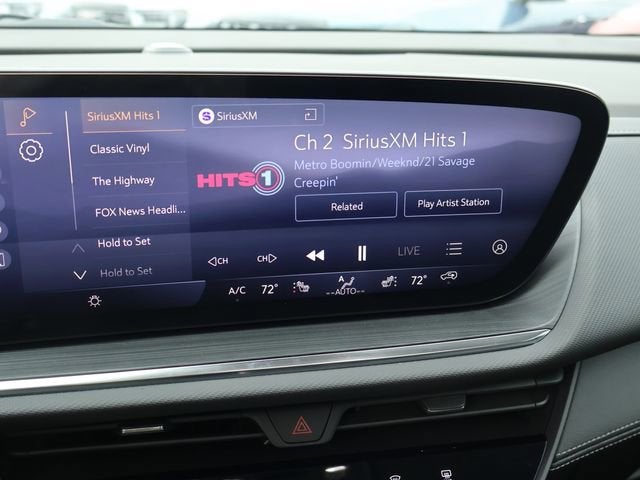 SiriusXM Hits 1
Classic Vinyl
The Highway
FOX News Headli...
Hold to Set
Hold to Set
S SiriusXM
HITS 1
Ch 2 SiriusXM Hits 1
Metro Boomin/Weeknd/21 Savage
Creepin'
Related
Play Artist Station
CH
CH
LIVE
A/C 72° A 72°
--AUTO--